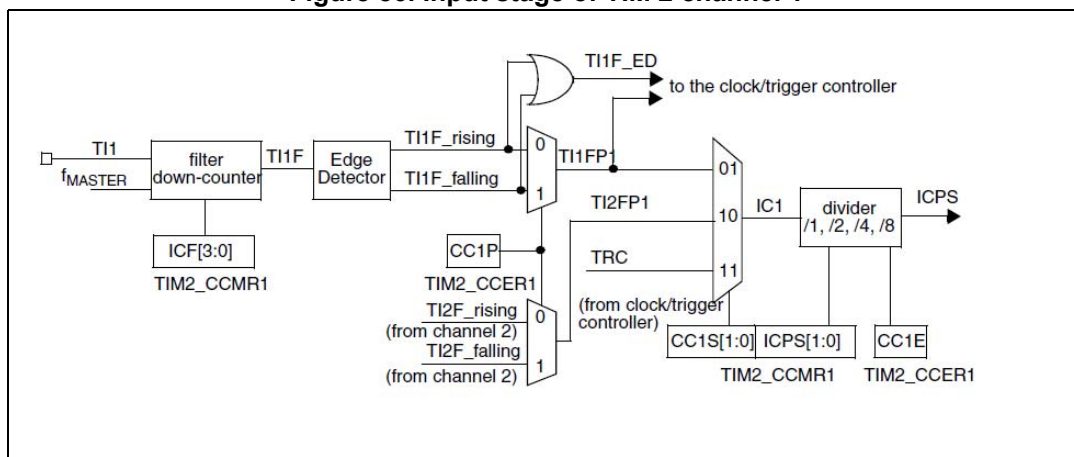 Figure 36. Input stage of TIM 2 channel 1
TI1F_ED
to the clock/trigger controller
TI1
fMASTER
filter
down-counter
TI1F
Edge
Detector
TI1F_rising
TI1F_falling
0
1
TI1FP1
01
TI2FP1
10
IC1
divider
/1, /2, /4, /8
ICPS
ICF[3:0]
TIM2_CCMR1
CC1P
TIM2_CCER1
TRC
11
(from clock/trigger
controller)
TI2F_rising
(from channel 2)
TI2F_falling
(from channel 2)
0
1
CC1S[1:0]
ICPS[1:0]
CC1E
TIM2_CCMR1
TIM2_CCER1